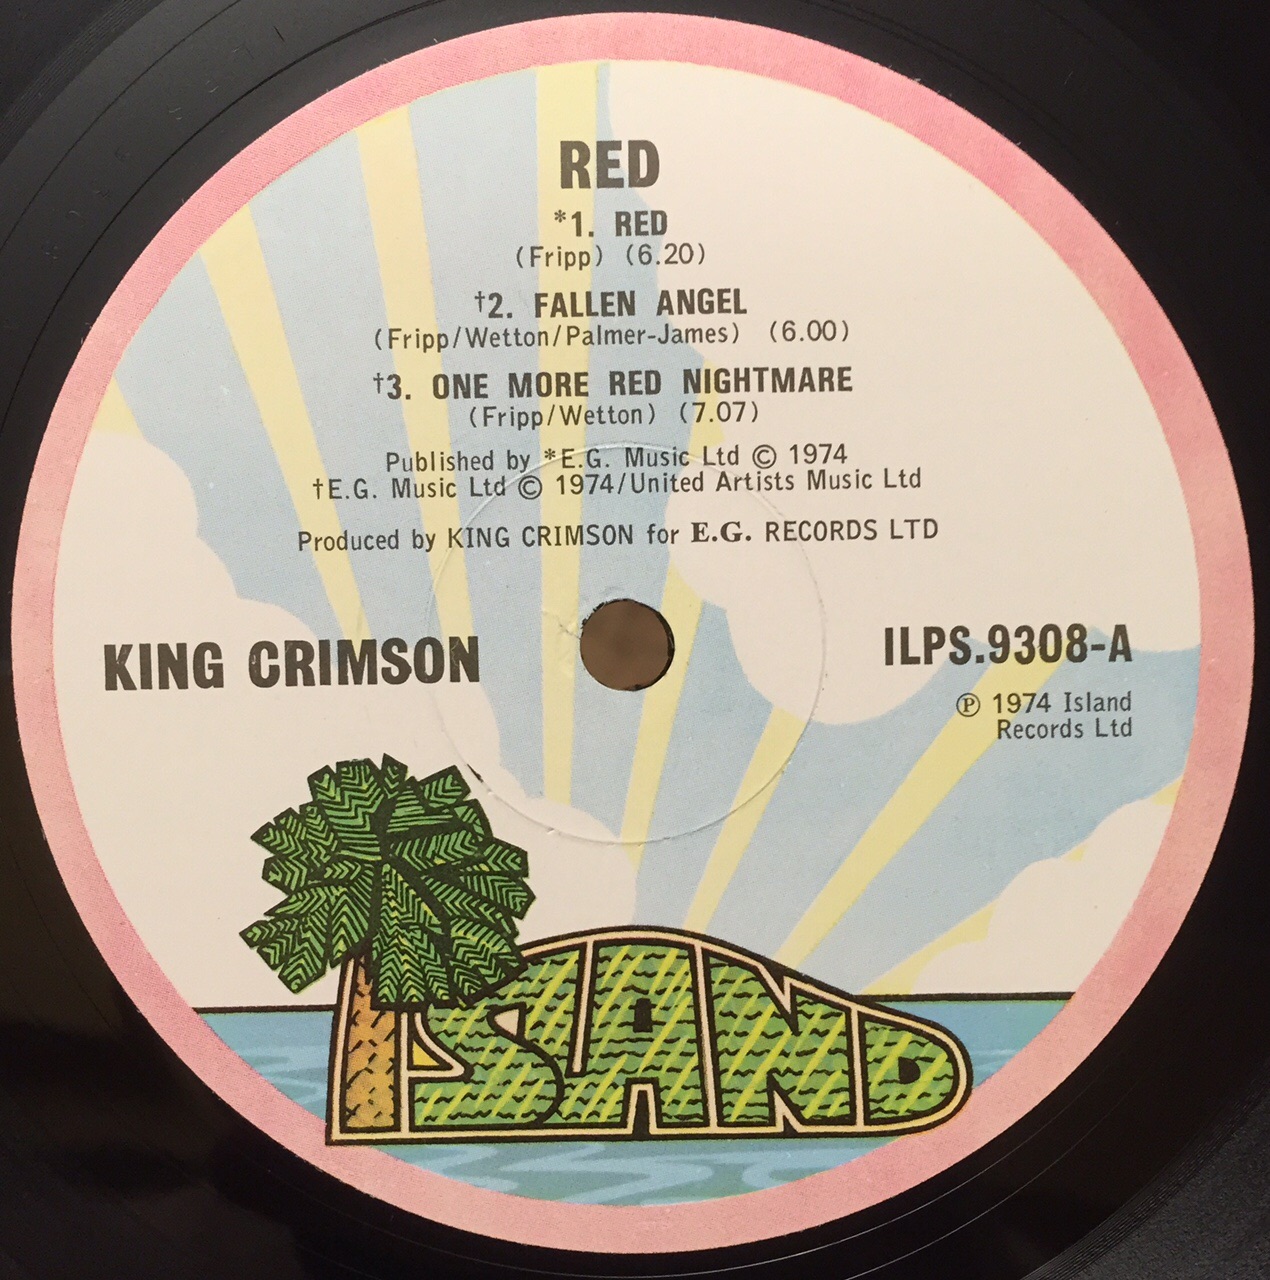 RED
*1. RED
(Fripp) (6.20)
†2. FALLEN ANGEL
(Fripp/Wetton/Palmer-James) (6.00)
†3. ONE MORE RED NIGHTMARE
(Fripp/Wetton) (7.07)
Published by *E.G. Music Ltd © 1974
†E.G. Music Ltd © 1974/United Artists Music Ltd
Produced by KING CRIMSON for E.G. RECORDS LTD
KING CRIMSON
ILPS.9308-A
℗ 1974 Island
Records Ltd
ISLAND